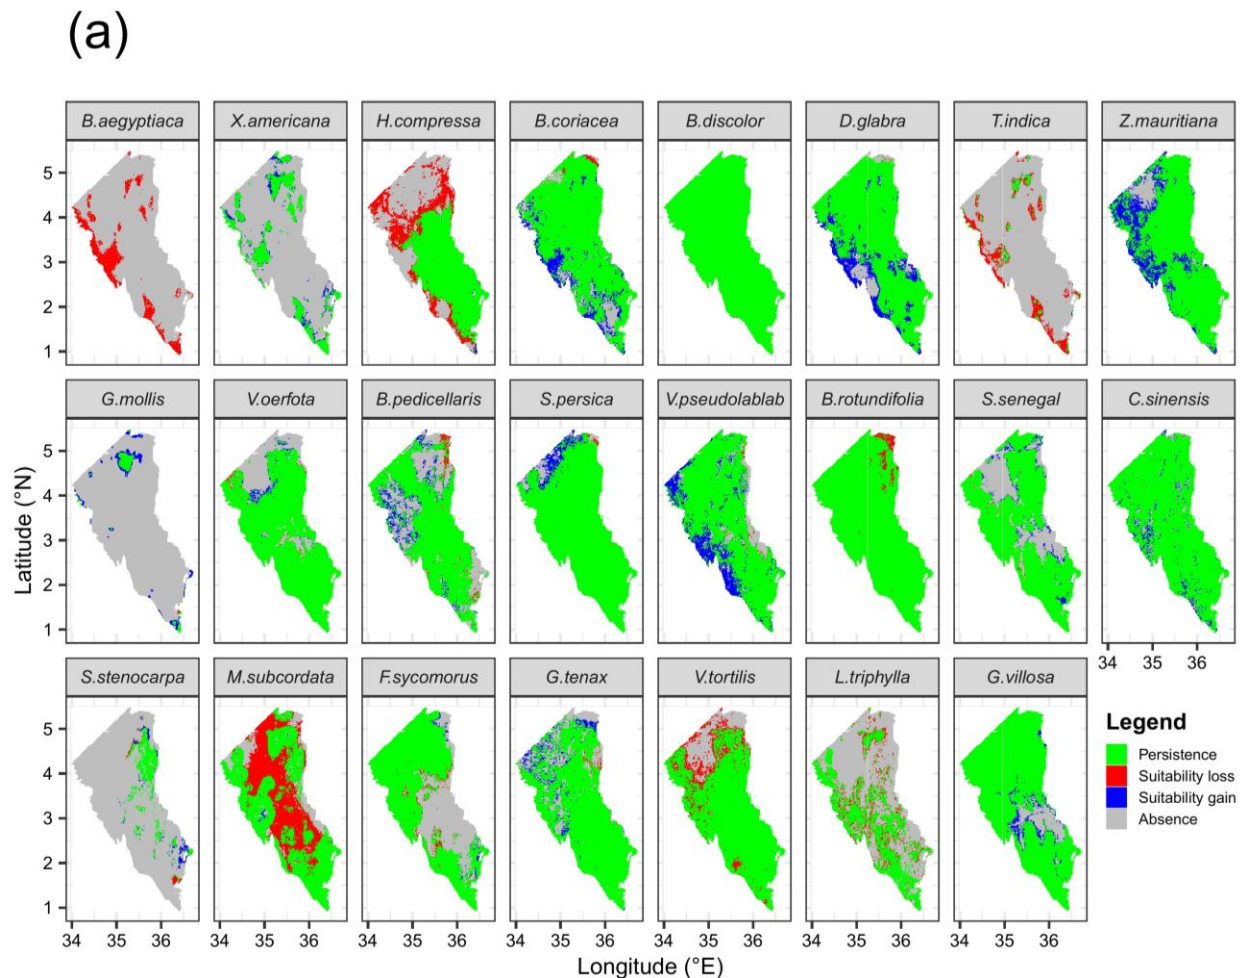 (a)
B.aegyptiaca X.americana H.compressa B.coriacea B.discolor D.glabra T.indica Z.mauritiana
5
4
3
2
1
G.mollis V.oerfota B.pedicellaris S.persica V.pseudolablab B.rotundifolia S.senegal C.sinensis
5
4
3
2
1
34 35 36
S.stenocarpa M.subcordata F.sycomorus G.tenax V.tortilis L.triphylla G.villosa
5
4
3
2
1
34 35 36 34 35 36 34 35 36 34 35 36 34 35 36 34 35 36 34 35 36
Latitude (°N)
Longitude (°E)
Legend
Persistence
Suitability loss
Suitability gain
Absence